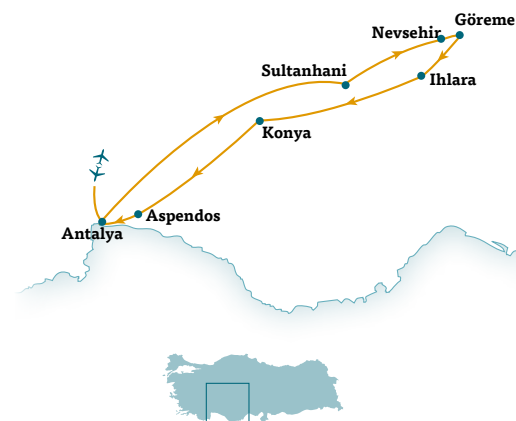 Göreme
Nevsehir
Sultanhani
Ihlara
Konya
Aspendos
Antalya